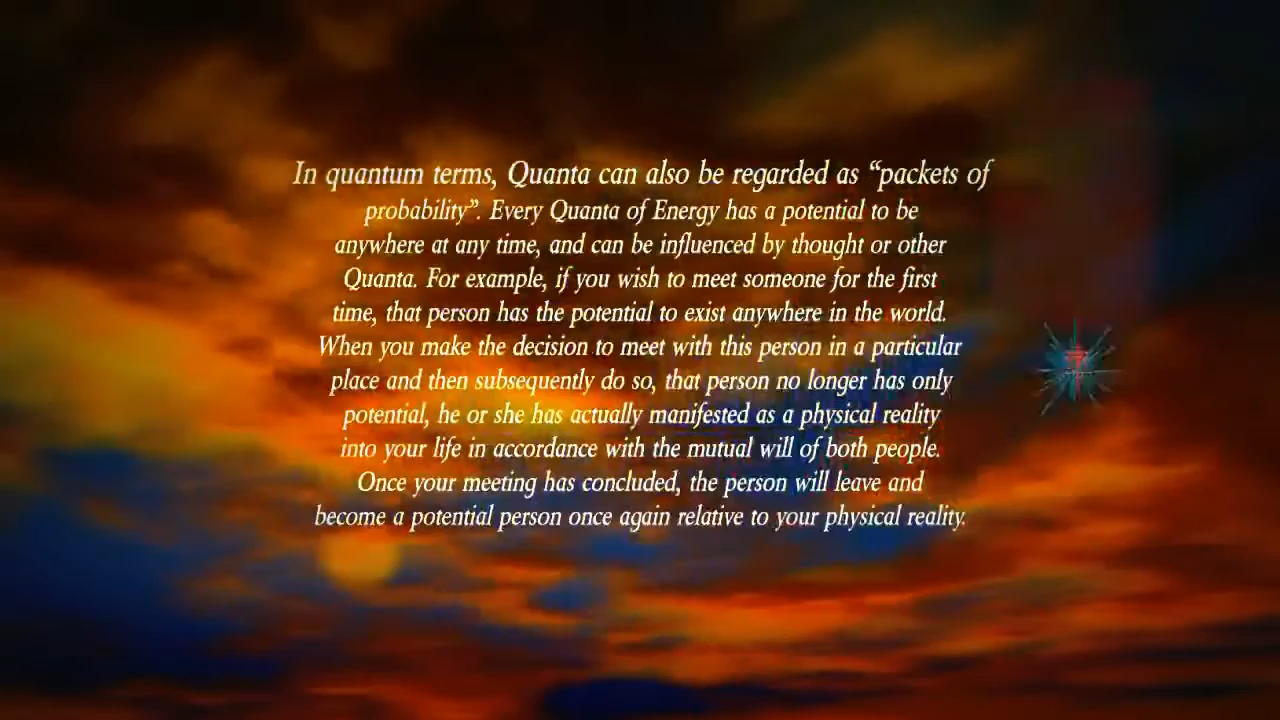 In quantum terms, Quanta can also be regarded as “packets of
probability”. Every Quanta of Energy has a potential to be
anywhere at any time, and can be influenced by thought or other
Quanta. For example, if you wish to meet someone for the first
time, that person has the potential to exist anywhere in the world.
When you make the decision to meet with this person in a particular
place and then subsequently do so, that person no longer has only
potential, he or she has actually manifested as a physical reality
into your life in accordance with the mutual will of both people.
Once your meeting has concluded, the person will leave and
become a potential person once again relative to your physical reality.